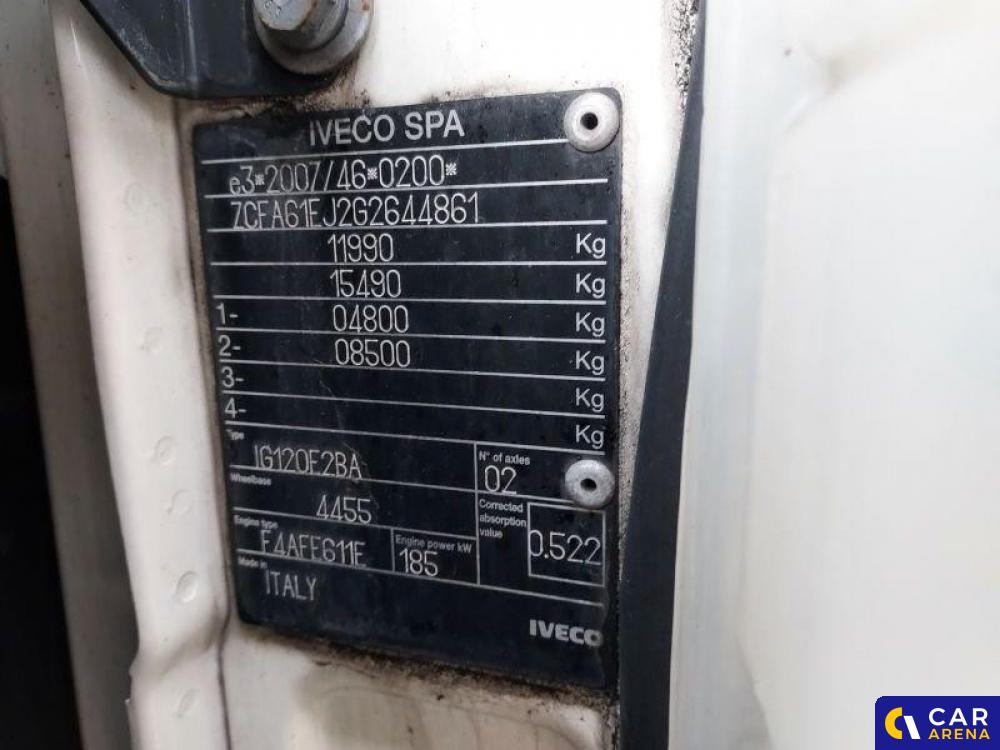 IVECO SPA
e3*2007/46*0200*
ZCFA61EJ2G2644861
11990 Kg
15490 Kg
1- 04800 Kg
2- 08500 Kg
3- Kg
4- Kg
Type IG120E2BA
N° of axles 02
Wheelbase 4455
Corrected absorption value 0.522
Engine type F4AFE611E
Engine power kW 185
Made in ITALY
IVECO
CAR
ARENA